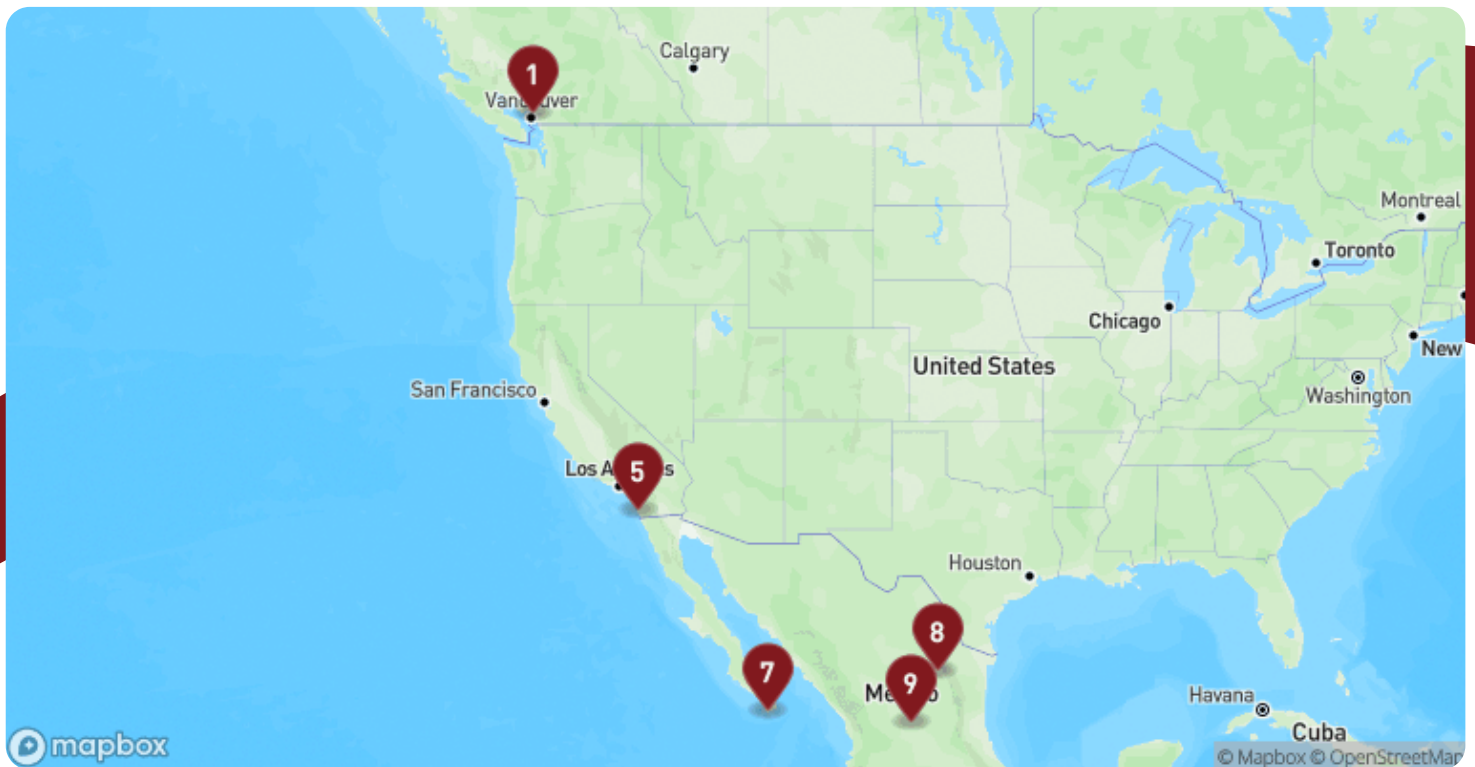 Calgary
1
Vancouver
Montreal
Toronto
Chicago
New
United States
Washington
San Francisco
Los Angeles
5
Houston
8
7
9
Mexico
Havana
Cuba
mapbox
© Mapbox © OpenStreetMap